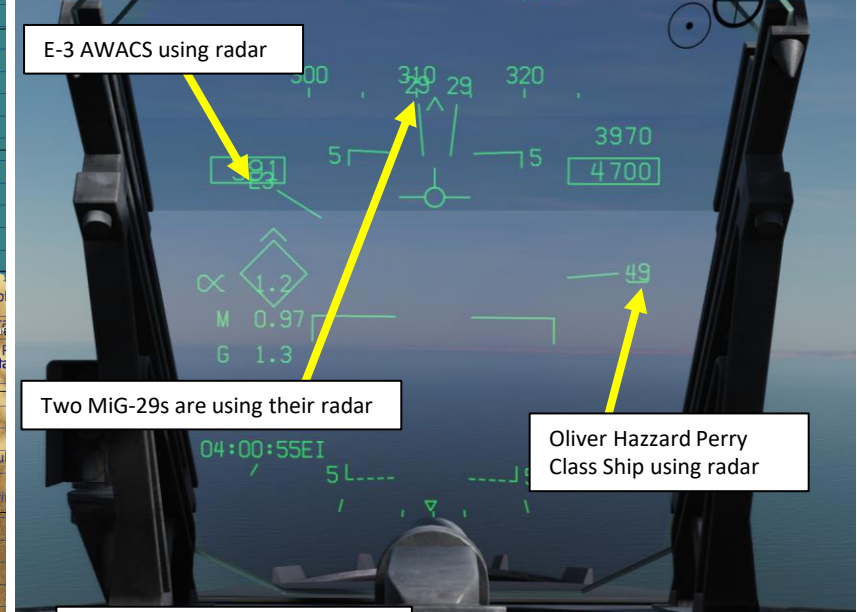 E-3 AWACS using radar
300 310 320
29 29
3970
5 5
4700
E3
49
∝ 1.2
M 0.97
G 1.3
Two MiG-29s are using their radar
Oliver Hazzard Perry
Class Ship using radar
04:00:55EI
5